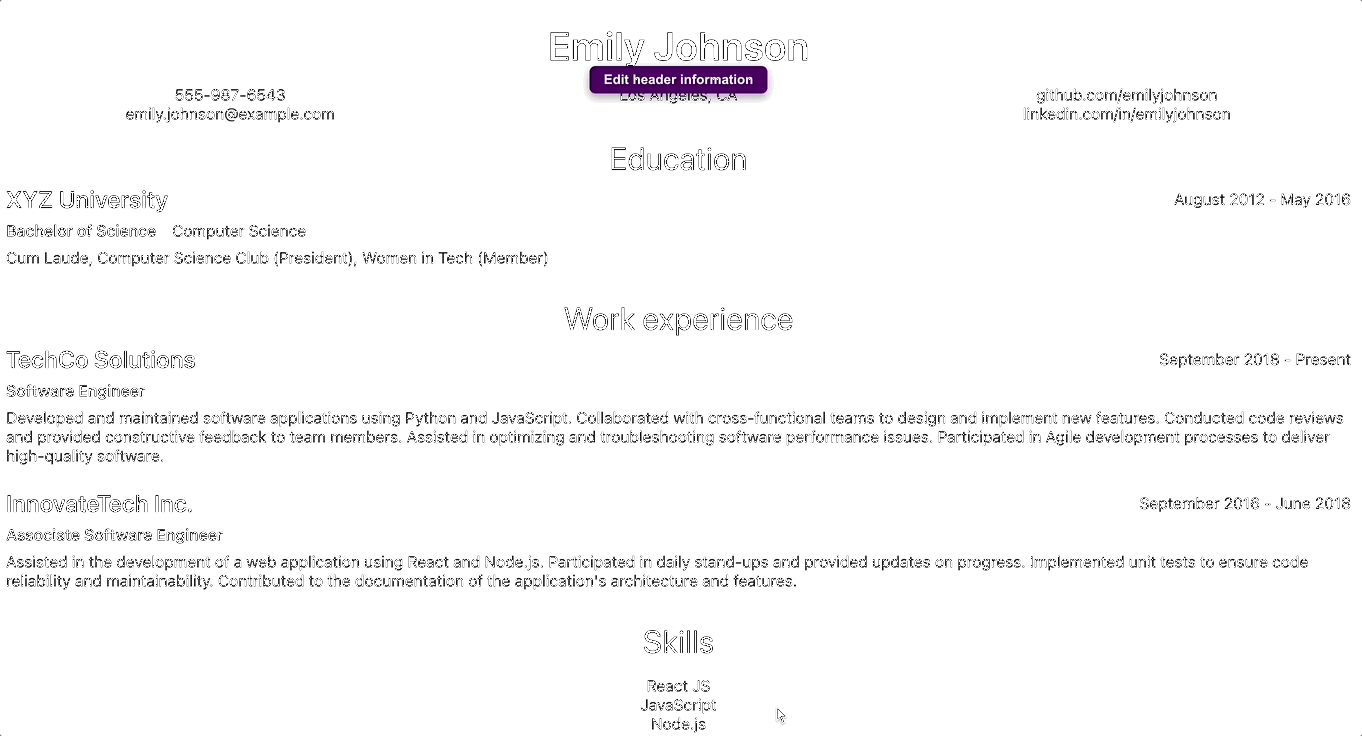 Emily Johnson
Edit header information
555-987-6543
Los Angeles, CA
github.com/emilyjohnson
emily.johnson@example.com
linkedin.com/in/emilyjohnson
Education
XYZ University
August 2012 - May 2016
Bachelor of Science - Computer Science
Cum Laude, Computer Science Club (President), Women in Tech (Member)
Work experience
TechCo Solutions
September 2018 - Present
Software Engineer
Developed and maintained software applications using Python and JavaScript. Collaborated with cross-functional teams to design and implement new features. Conducted code reviews
and provided constructive feedback to team members. Assisted in optimizing and troubleshooting software performance issues. Participated in Agile development processes to deliver
high-quality software.
InnovateTech Inc.
September 2016 - June 2018
Associate Software Engineer
Assisted in the development of a web application using React and Node.js. Participated in daily stand-ups and provided updates on progress. Implemented unit tests to ensure code
reliability and maintainability. Contributed to the documentation of the application's architecture and features.
Skills
React JS
JavaScript
Node.js